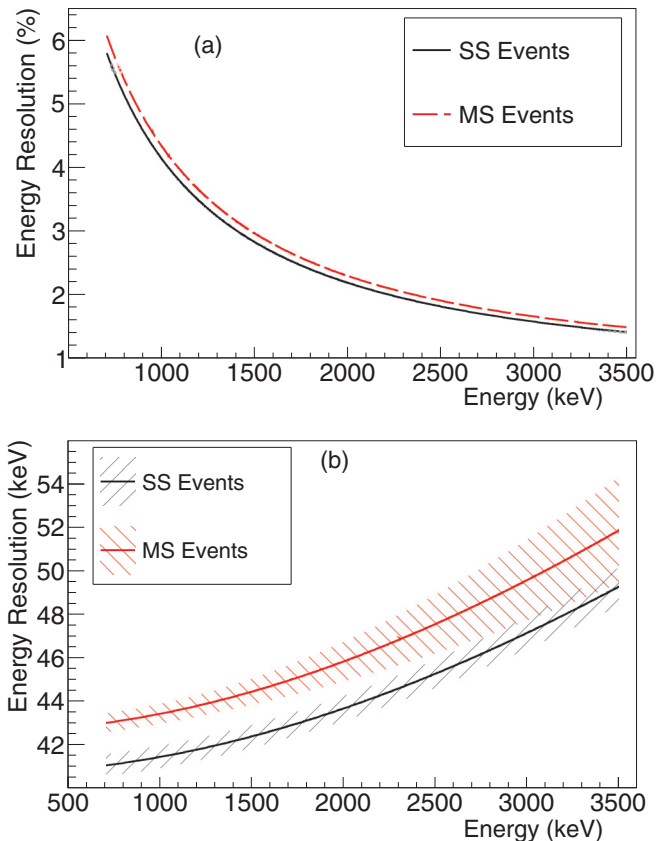 Energy Resolution (%)
6
5
4
3
2
1
(a)
SS Events
MS Events
1000 1500 2000 2500 3000 3500
Energy (keV)
Energy Resolution (keV)
54
52
50
48
46
44
42
(b)
SS Events
MS Events
500 1000 1500 2000 2500 3000 3500
Energy (keV)